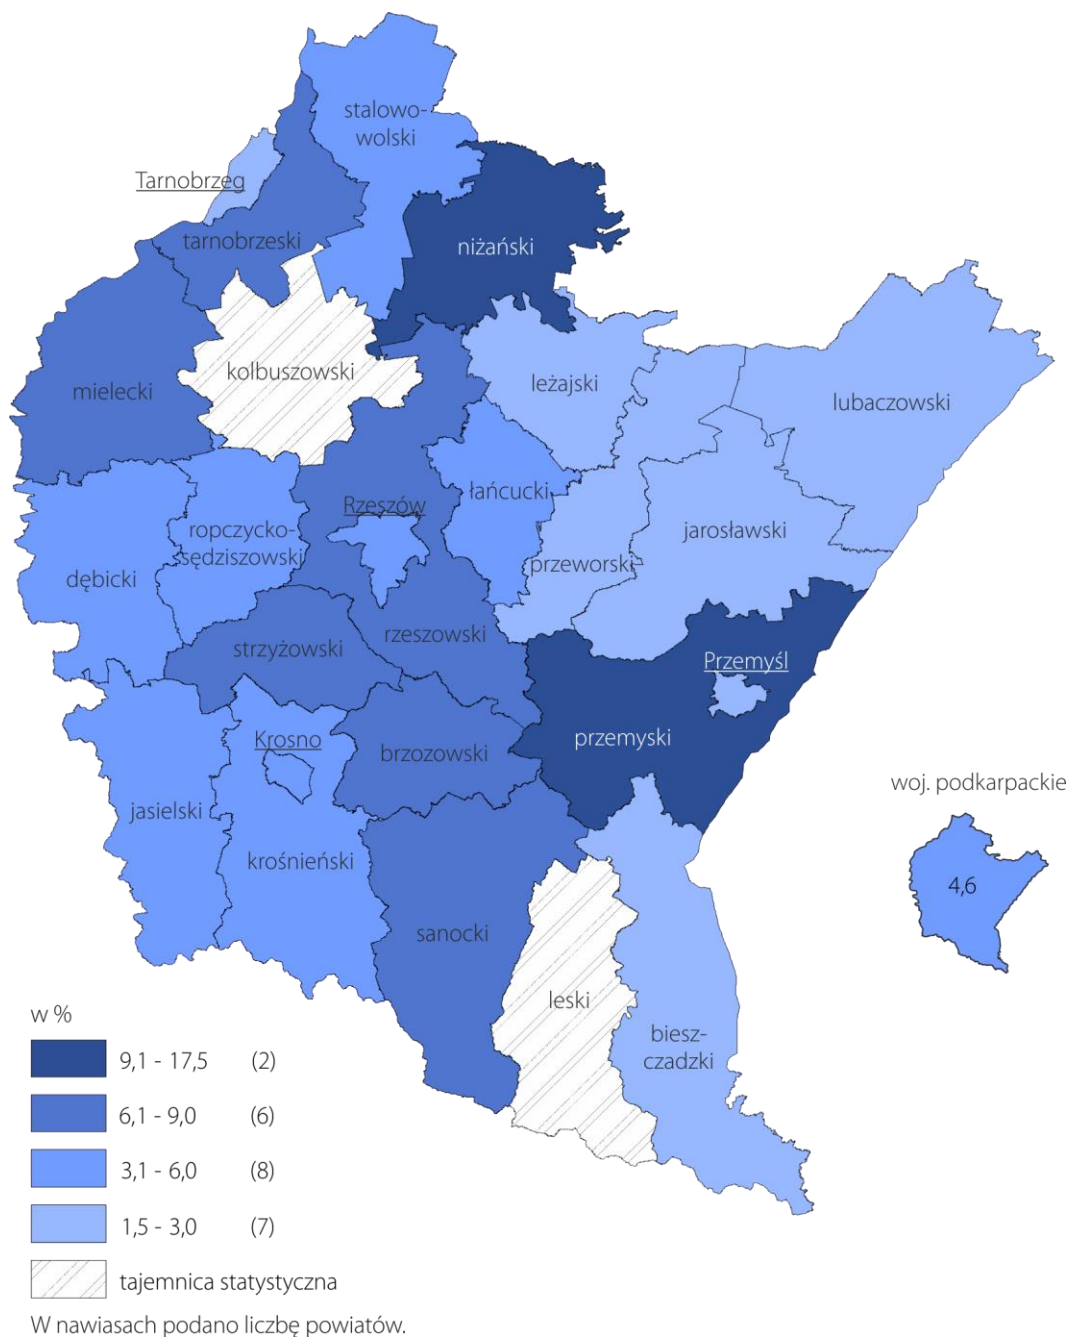 stalowo-
wolski
Tarnobrzeg
tarnobrzeski
niżański
kolbuszowski
mielecki
leżajski
lubaczowski
Rzeszów
łańcucki
ropczycko-
sędziszowski
dębicki
jarosławski
przeworski
strzyżowski
rzeszowski
Przemyśl
Krosno
brzozowski
przemyski
jasielski
krośnieński
woj. podkarpackie
4,6
sanocki
leski
biesz-
czadzki
w %
9,1 - 17,5 (2)
6,1 - 9,0 (6)
3,1 - 6,0 (8)
1,5 - 3,0 (7)
tajemnica statystyczna
W nawiasach podano liczbę powiatów.